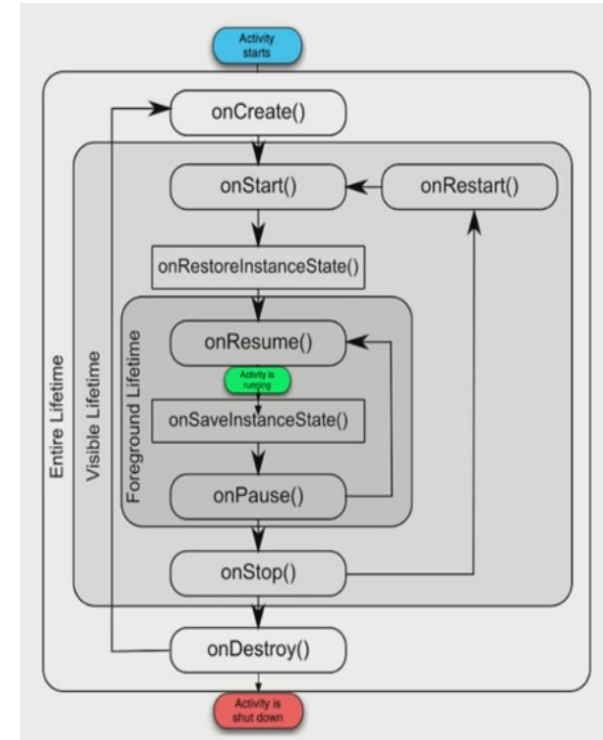 Activity
starts
onCreate()
onStart()
onRestart()
onRestoreInstanceState()
onResume()
Activity is
running
onSaveInstanceState()
onPause()
onStop()
onDestroy()
Activity is
shut down
Entire Lifetime
Visible Lifetime
Foreground Lifetime